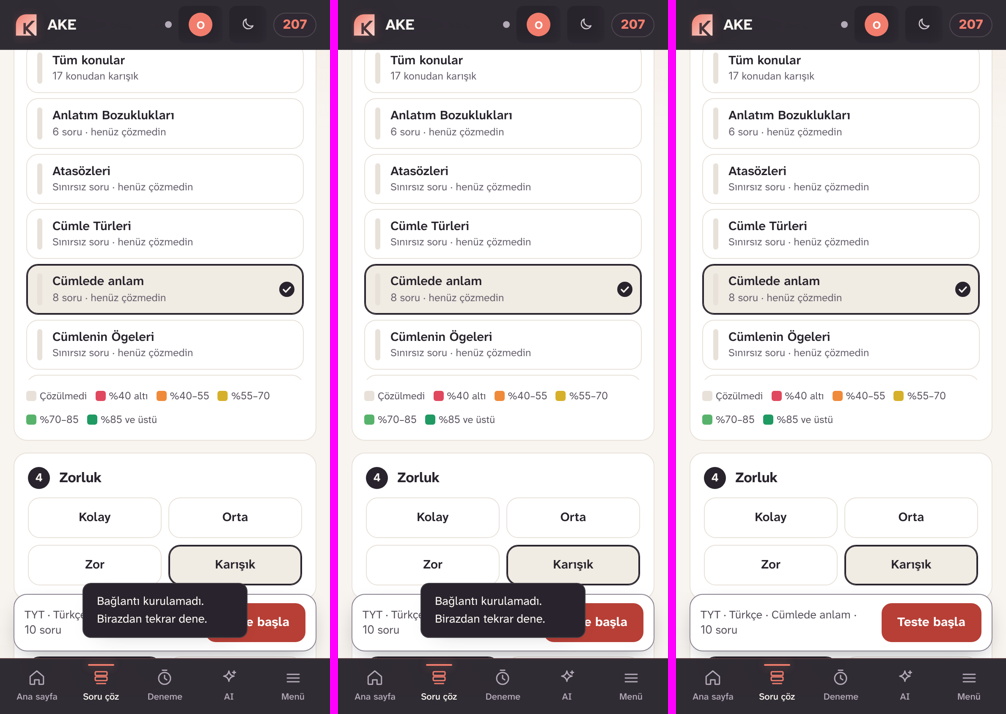 AKE
O
207
Tüm konular
17 konudan karışık
Anlatım Bozuklukları
6 soru · henüz çözmedin
Atasözleri
Sınırsız soru · henüz çözmedin
Cümle Türleri
Sınırsız soru · henüz çözmedin
Cümlede anlam
8 soru · henüz çözmedin
Cümlenin Ögeleri
Sınırsız soru · henüz çözmedin
Çözülmedi %40 altı %40–55 %55–70
%70–85 %85 ve üstü
4 Zorluk
Kolay Orta
Zor Karışık
Bağlantı kurulamadı.
Birazdan tekrar dene.
TYT · Türkçe
10 soru
e başla
Ana sayfa Soru çöz Deneme AI Menü
AKE
O
207
Tüm konular
17 konudan karışık
Anlatım Bozuklukları
6 soru · henüz çözmedin
Atasözleri
Sınırsız soru · henüz çözmedin
Cümle Türleri
Sınırsız soru · henüz çözmedin
Cümlede anlam
8 soru · henüz çözmedin
Cümlenin Ögeleri
Sınırsız soru · henüz çözmedin
Çözülmedi %40 altı %40–55 %55–70
%70–85 %85 ve üstü
4 Zorluk
Kolay Orta
Zor Karışık
Bağlantı kurulamadı.
Birazdan tekrar dene.
TYT · Türkçe
10 soru
e başla
Ana sayfa Soru çöz Deneme AI Menü
AKE
O
207
Tüm konular
17 konudan karışık
Anlatım Bozuklukları
6 soru · henüz çözmedin
Atasözleri
Sınırsız soru · henüz çözmedin
Cümle Türleri
Sınırsız soru · henüz çözmedin
Cümlede anlam
8 soru · henüz çözmedin
Cümlenin Ögeleri
Sınırsız soru · henüz çözmedin
Çözülmedi %40 altı %40–55 %55–70
%70–85 %85 ve üstü
4 Zorluk
Kolay Orta
Zor Karışık
TYT · Türkçe · Cümlede anlam ·
10 soru
Teste başla
Ana sayfa Soru çöz Deneme AI Menü